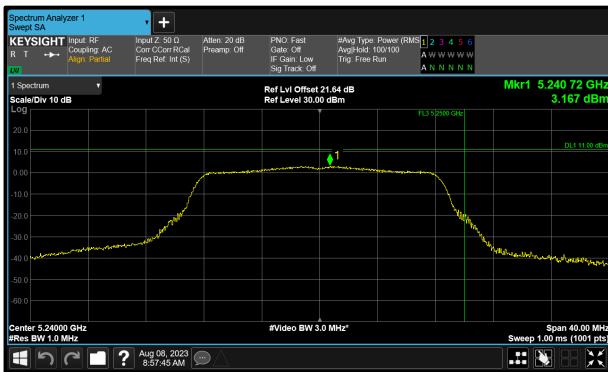 Spectrum Analyzer 1
Swept SA
+
KEYSIGHT Input: RF Input Z: 50 Ω Atten: 20 dB PNO: Fast #Avg Type: Power (RMS 1 2 3 4 5 6
R T Coupling: AC Corr CCorr RCal Preamp: Off Gate: Off Avg|Hold: 100/100 A W W W W W
Align: Partial Freq Ref: Int (S) IF Gain: Low Trig: Free Run
Sig Track: Off A N N N N N
LXI
1 Spectrum Ref Lvl Offset 21.64 dB Mkr1 5.240 72 GHz
Scale/Div 10 dB Ref Level 30.00 dBm 3.167 dBm
Log
FL3 5.2500 GHz
20.0
DL1 11.00 dBm
10.0
1
0.00
-10.0
-20.0
-30.0
-40.0
-50.0
-60.0
Center 5.24000 GHz #Video BW 3.0 MHz* Span 40.00 MHz
#Res BW 1.0 MHz Sweep 1.00 ms (1001 pts)
? Aug 08, 2023
8:57:45 AM